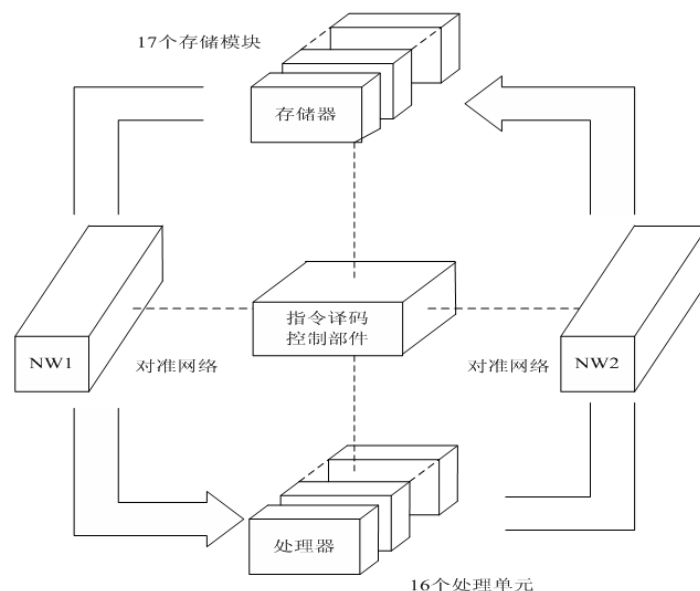 17个存储模块
存储器
指令译码
控制部件
NW1
对准网络
对准网络
NW2
处理器
16个处理单元